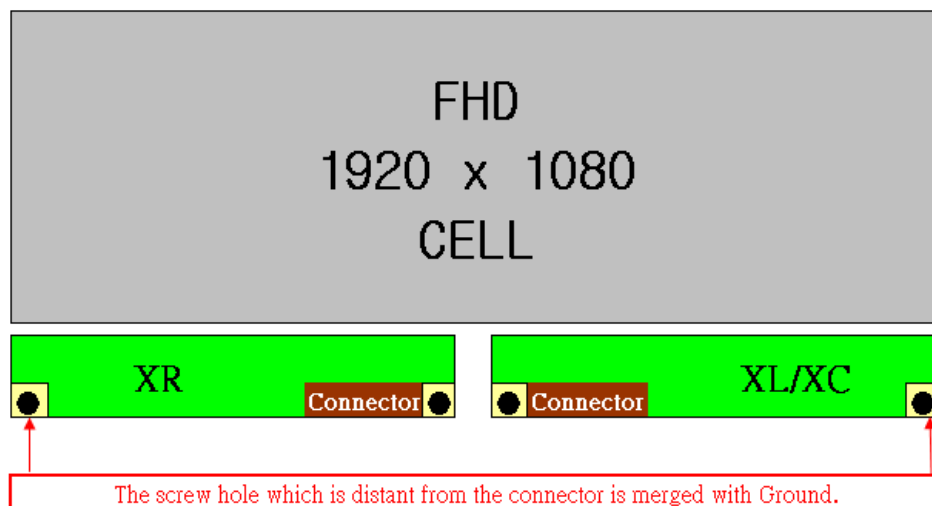 FHD
1920 x 1080
CELL
XR
XL/XC
Connector
Connector
The screw hole which is distant from the connector is merged with Ground.